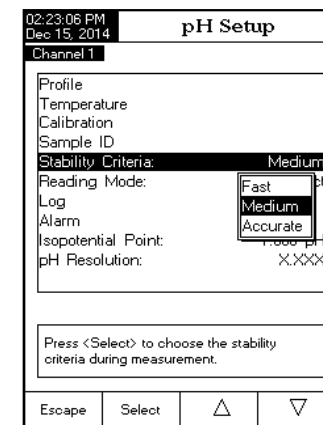 02:23:06 PM
Dec 15, 2014
pH Setup
Channel 1
Profile
Temperature
Calibration
Sample ID
Stability Criteria: Medium
Reading Mode:
Fast
Medium
Accurate
Log
Alarm
Isopotential Point:
pH Resolution: X.XXX
Press <Select> to choose the stability
criteria during measurement.
Escape Select △ ▽